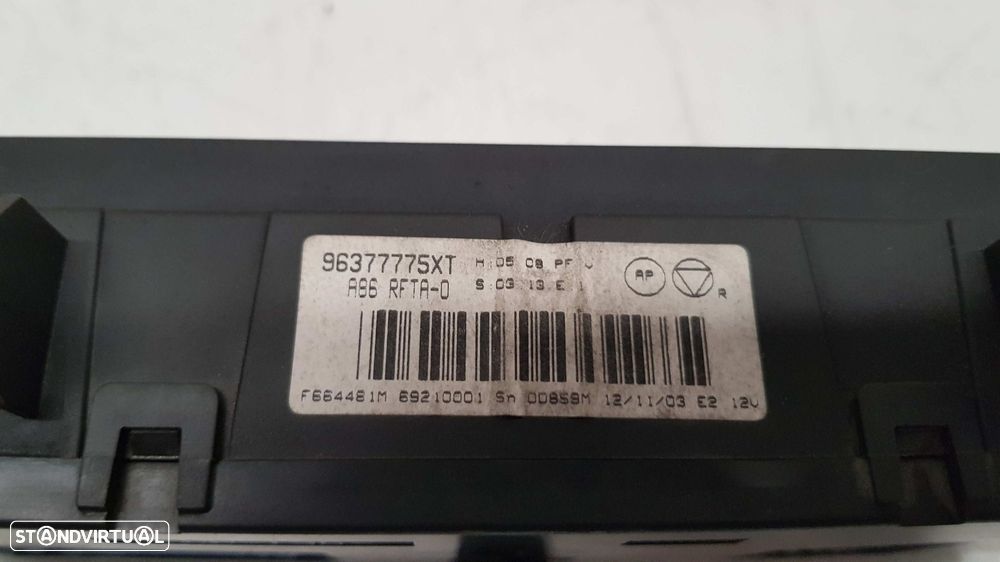 96377775XT H 05 08 PF V
A86 RFTA-0 S 03 13 E 1
AP
R
F664481M 69210001 Sn 00858M 12/11/03 E2 12V
STANDVIRTUAL